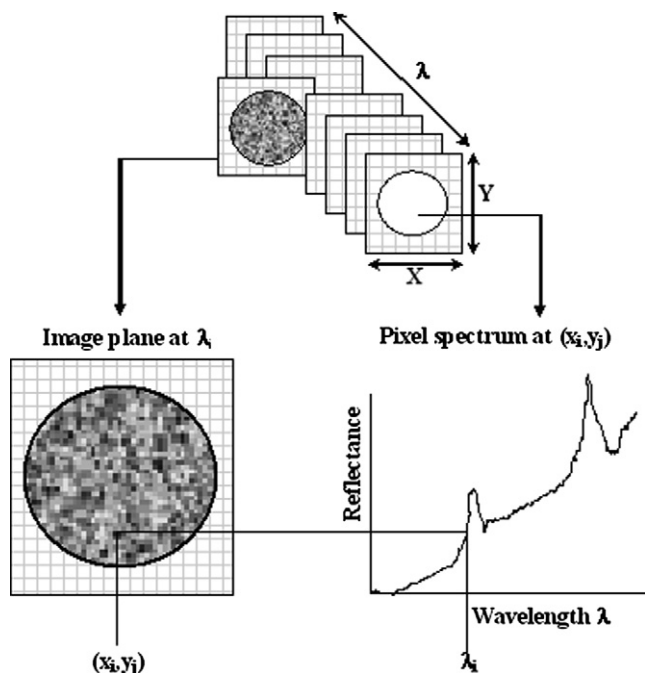 λ
Y
X
Image plane at λi
Pixel spectrum at (xi,yj)
Reflectance
Wavelength λ
(xi,yj)
λi